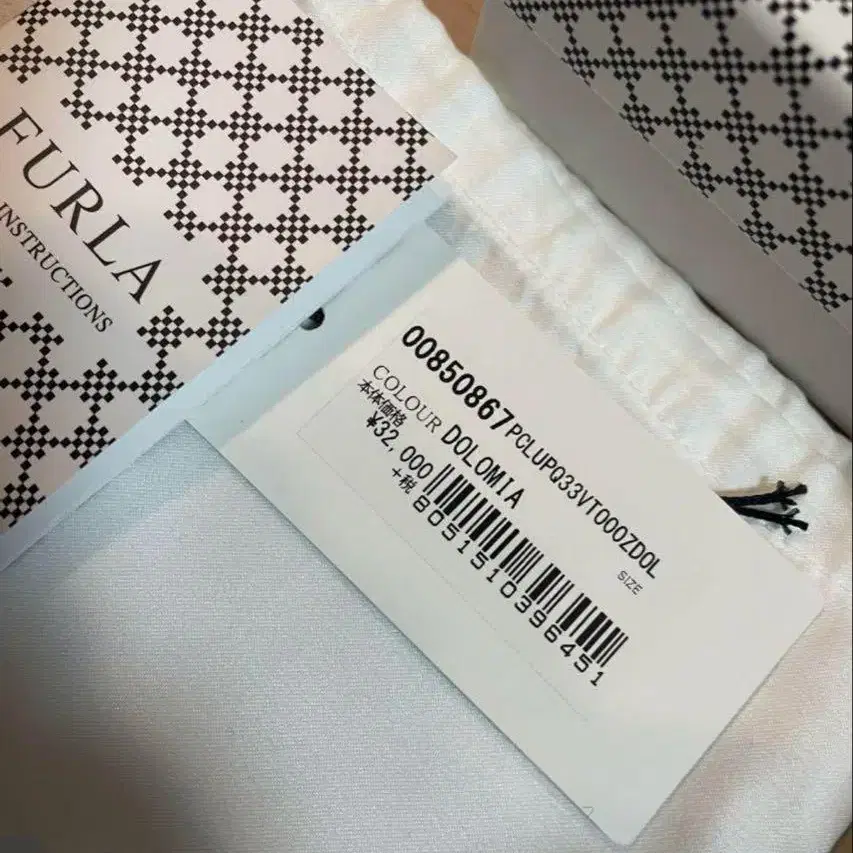 FURLA
INSTRUCTIONS
00850867PCLUPQ33VT000ZDOL
COLOUR DOLOMIA
SIZE
本体価格
¥32,000
+税
8051510396451